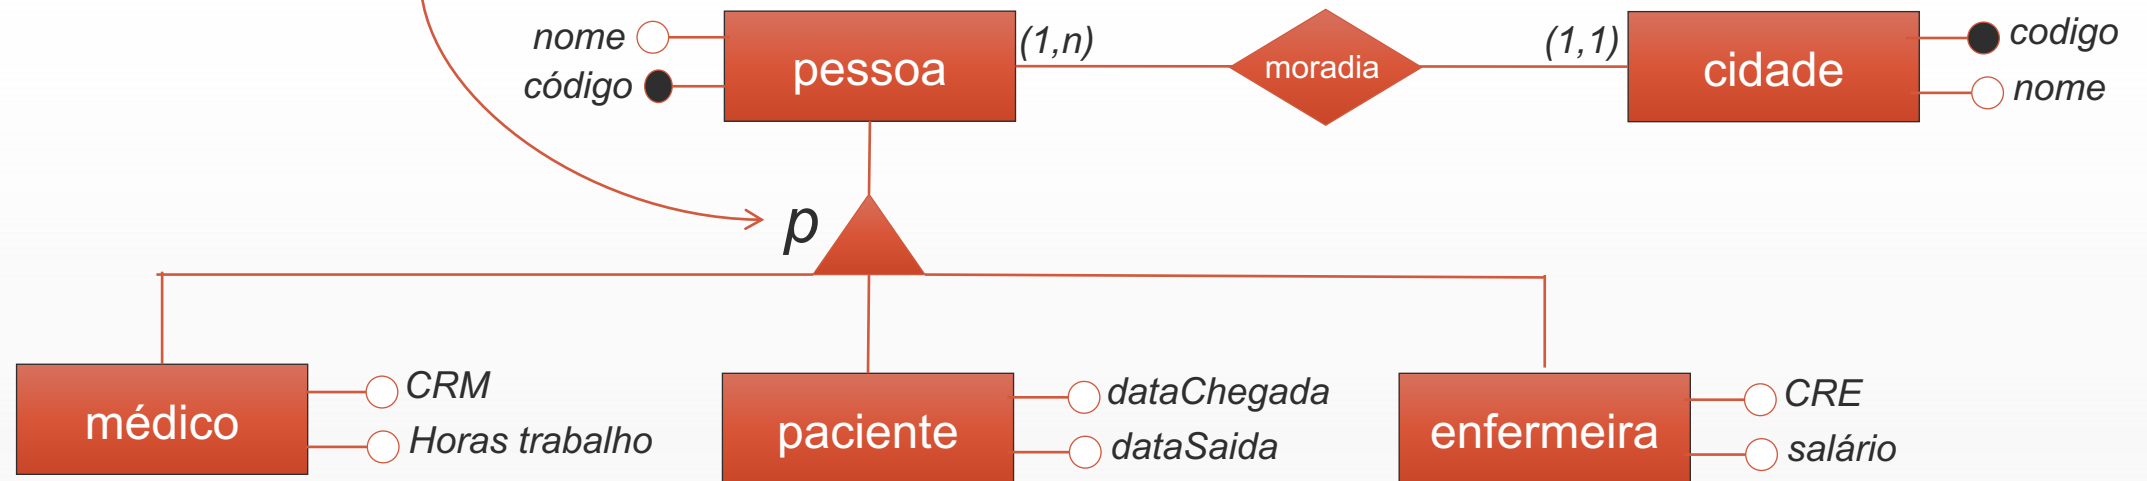 nome
código
pessoa
(1,n)
moradia
(1,1)
cidade
codigo
nome
p
médico
CRM
Horas trabalho
paciente
dataChegada
dataSaida
enfermeira
CRE
salário